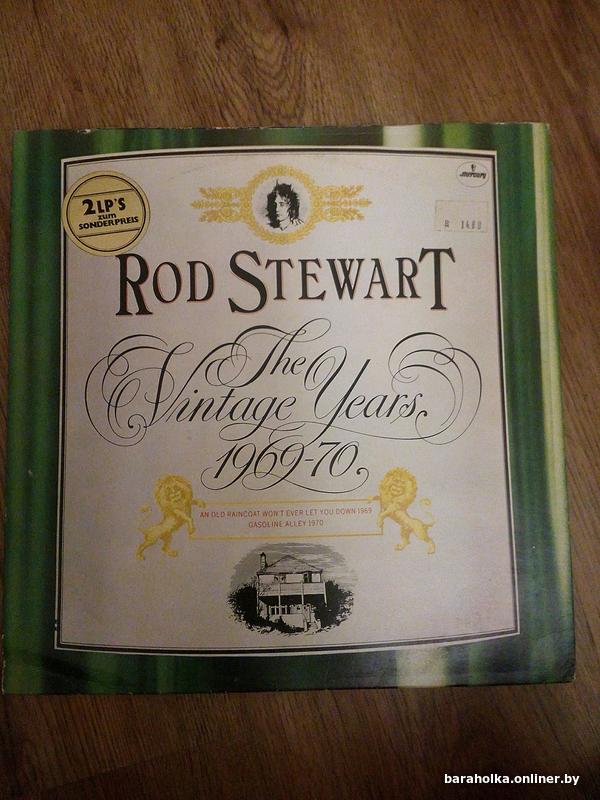 mercury
2 LP'S
zum
SONDERPREIS
ROD STEWART
The
Vintage Years
1969-70
AN OLD RAINCOAT WON'T EVER LET YOU DOWN 1969
GASOLINE ALLEY 1970
baraholka.onliner.by